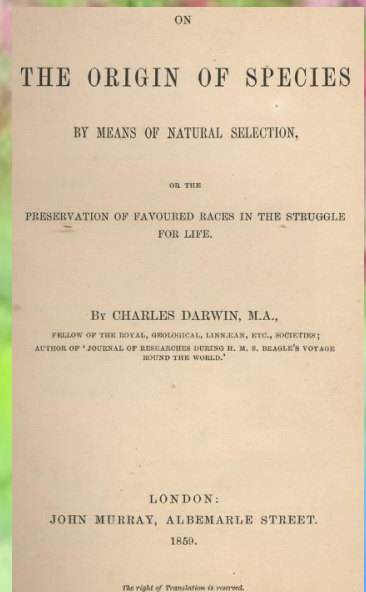 ON
THE ORIGIN OF SPECIES
BY MEANS OF NATURAL SELECTION,
OR THE
PRESERVATION OF FAVOURED RACES IN THE STRUGGLE
FOR LIFE.
BY CHARLES DARWIN, M.A.,
FELLOW OF THE ROYAL, GEOLOGICAL, LINNÆAN, ETC., SOCIETIES;
AUTHOR OF 'JOURNAL OF RESEARCHES DURING H. M. S. BEAGLE'S VOYAGE
ROUND THE WORLD.'
LONDON:
JOHN MURRAY, ALBEMARLE STREET.
1859.
The right of Translation is reserved.